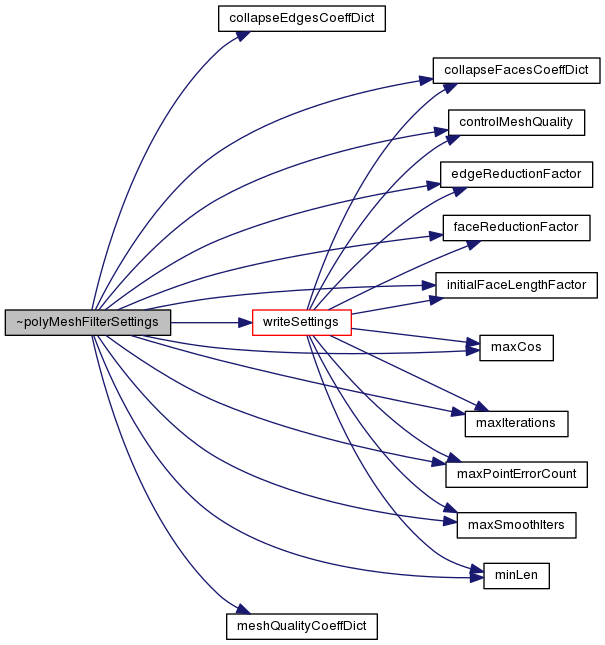 collapseEdgesCoeffDict
collapseFacesCoeffDict
controlMeshQuality
edgeReductionFactor
faceReductionFactor
initialFaceLengthFactor
~polyMeshFilterSettings
writeSettings
maxCos
maxIterations
maxPointErrorCount
maxSmoothIters
minLen
meshQualityCoeffDict